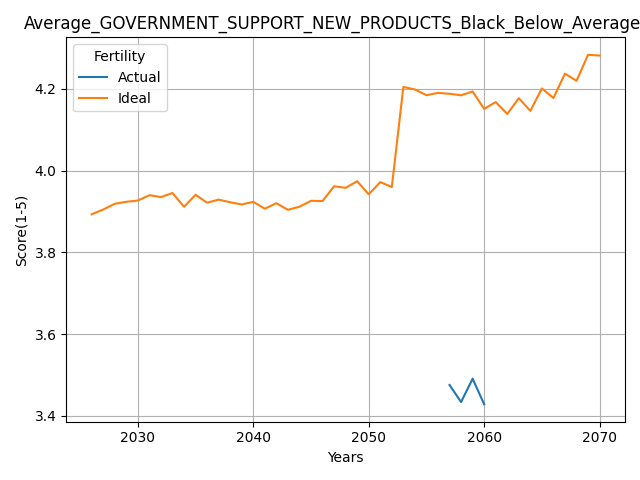 Average_GOVERNMENT_SUPPORT_NEW_PRODUCTS_Black_Below_Average
Fertility
Actual
Ideal
4.2
4.0
3.8
3.6
3.4
Score(1-5)
2030 2040 2050 2060 2070
Years